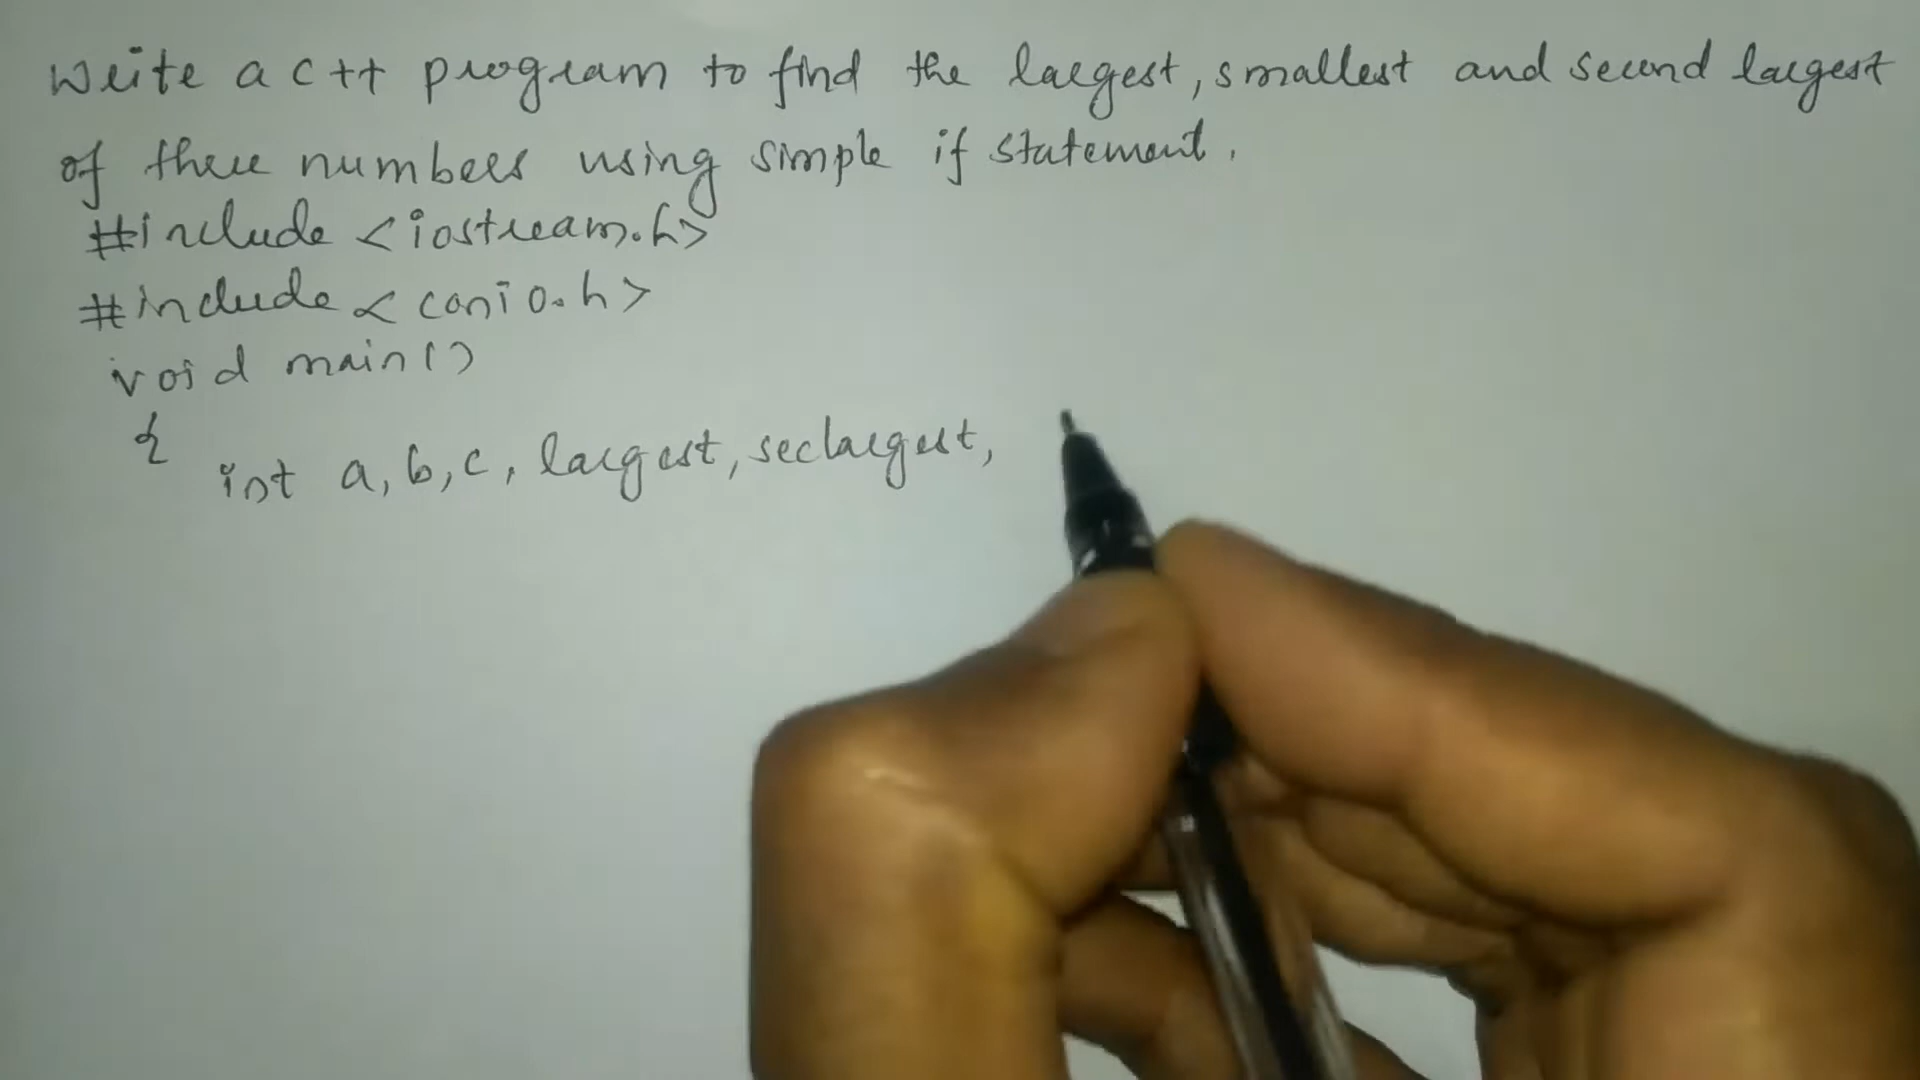 Write a c++ program to find the largest, smallest and second largest
of three numbers using simple if statement.
#include <iostream.h>
#include <conio.h>
void main()
{
int a, b, c, largest, seclargest,